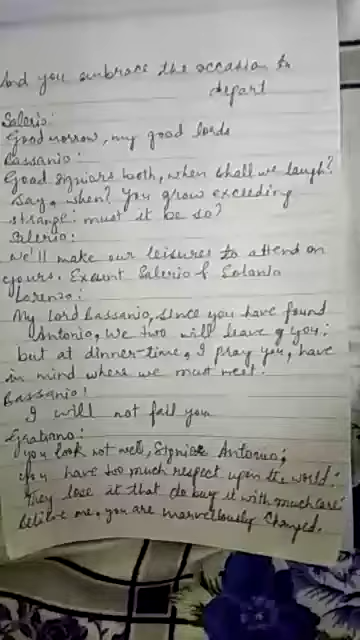 And you embrace the occasion to
depart
Salerio:
Good morrow, my good lords
Bassanio:
Good signiors both, when shall we laugh?
Say, when? You grow exceeding
strange: must it be so?
Salerio:
We'll make our leisures to attend on
yours. Exeunt Salerio & Solanio
Lorenzo:
My Lord Bassanio, since you have found
Antonio, we two will leave you:
but at dinner-time, I pray you, have
in mind where we must meet.
Bassanio:
I will not fail you
Gratiano:
You look not well, Signior Antonio;
You have too much respect upon the world:
They lose it that do buy it with much care:
believe me, you are marvellously changed.